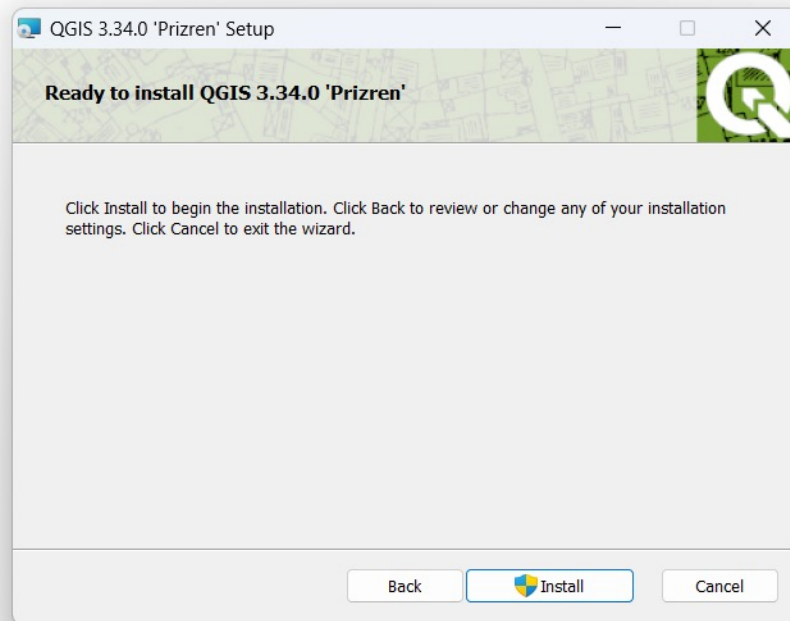 QGIS 3.34.0 'Prizren' Setup
Ready to install QGIS 3.34.0 'Prizren'
Click Install to begin the installation. Click Back to review or change any of your installation
settings. Click Cancel to exit the wizard.
Back Install Cancel